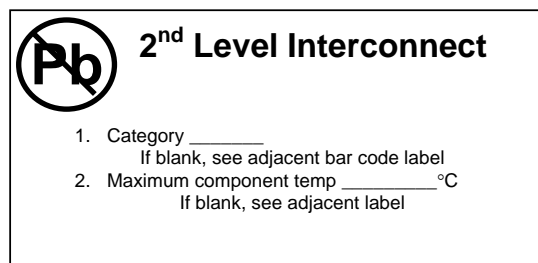 Pb
2nd Level Interconnect
1. Category _______
If blank, see adjacent bar code label
2. Maximum component temp _________°C
If blank, see adjacent label